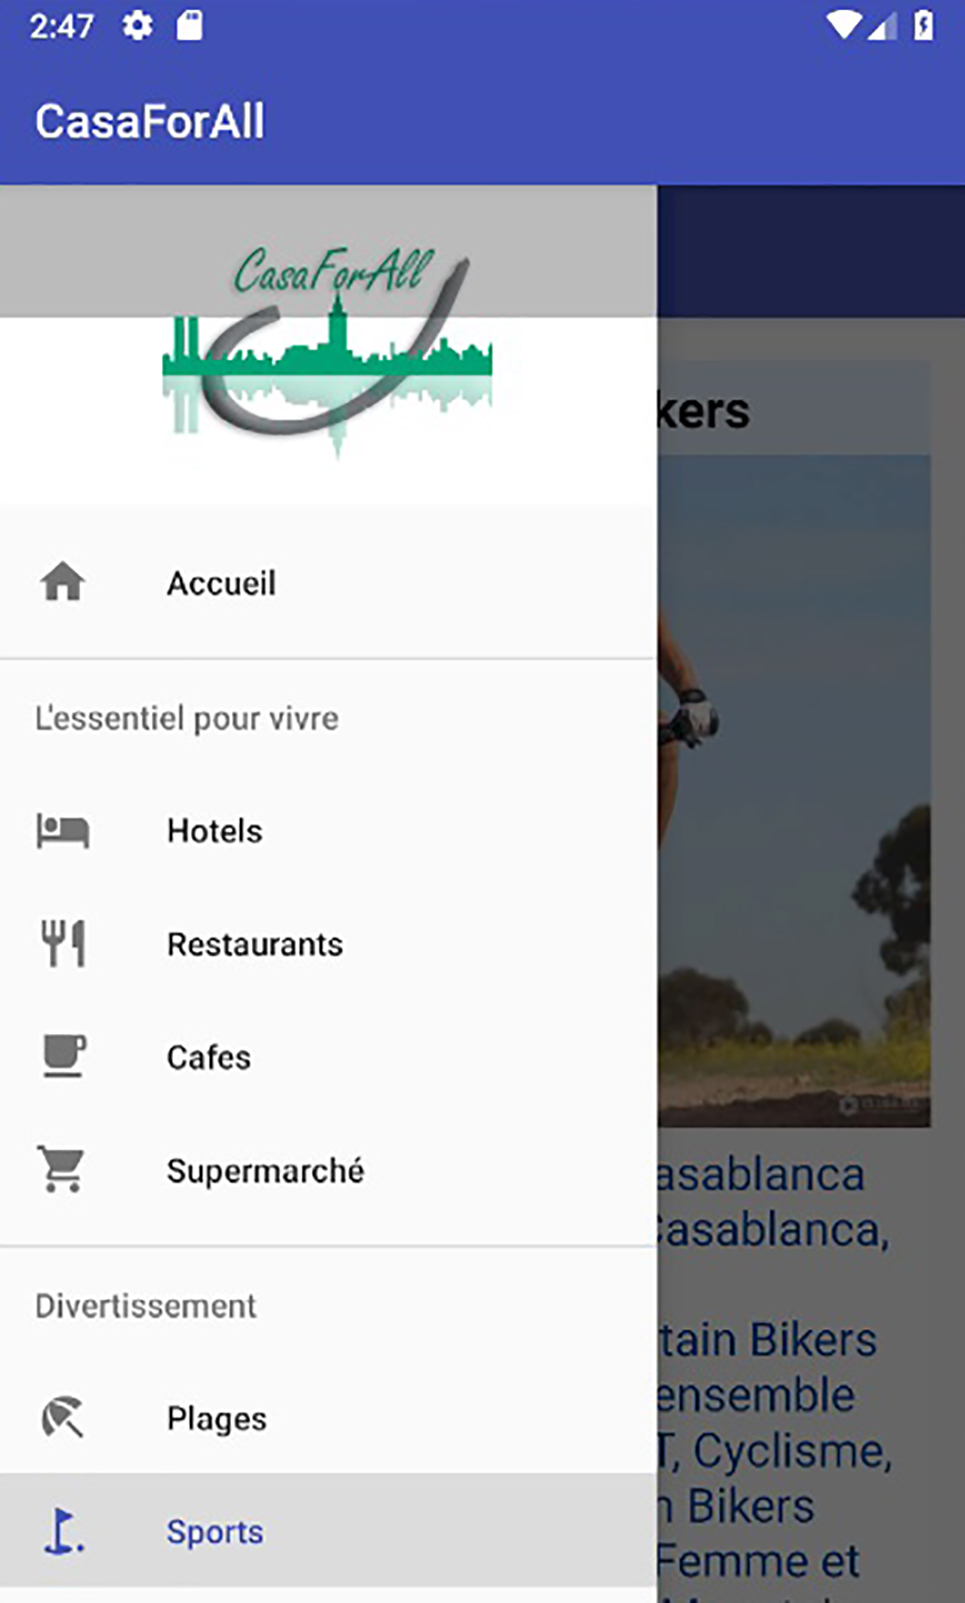 2:47
CasaForAll
CasaForAll
Accueil
L'essentiel pour vivre
Hotels
Restaurants
Cafes
Supermarché
Divertissement
Plages
Sports
kers
asablanca
Casablanca,
tain Bikers
ensemble
T, Cyclisme,
n Bikers
Femme et